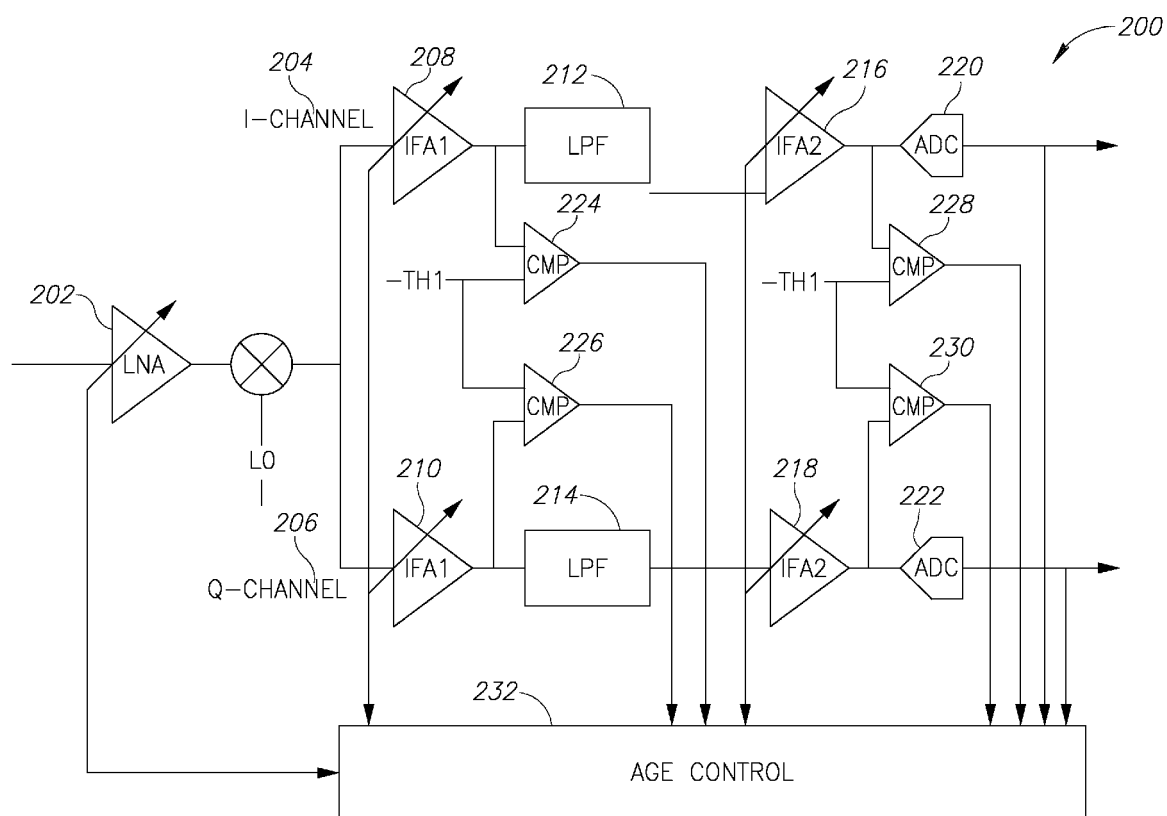 200
204
I-CHANNEL
208
IFA1
212
LPF
216
IFA2
220
ADC
224
CMP
-TH1
228
CMP
-TH1
202
LNA
LO
226
CMP
230
CMP
206
Q-CHANNEL
210
IFA1
214
LPF
218
IFA2
222
ADC
232
AGE CONTROL